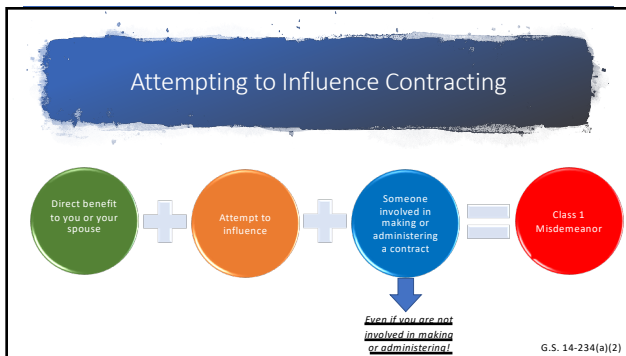 Attempting to Influence Contracting
Direct benefit
to you or your
spouse
Attempt to
influence
Someone
involved in
making or
administering
a contract
Class 1
Misdemeanor
Even if you are not
involved in making
or administering!
G.S. 14-234(a)(2)